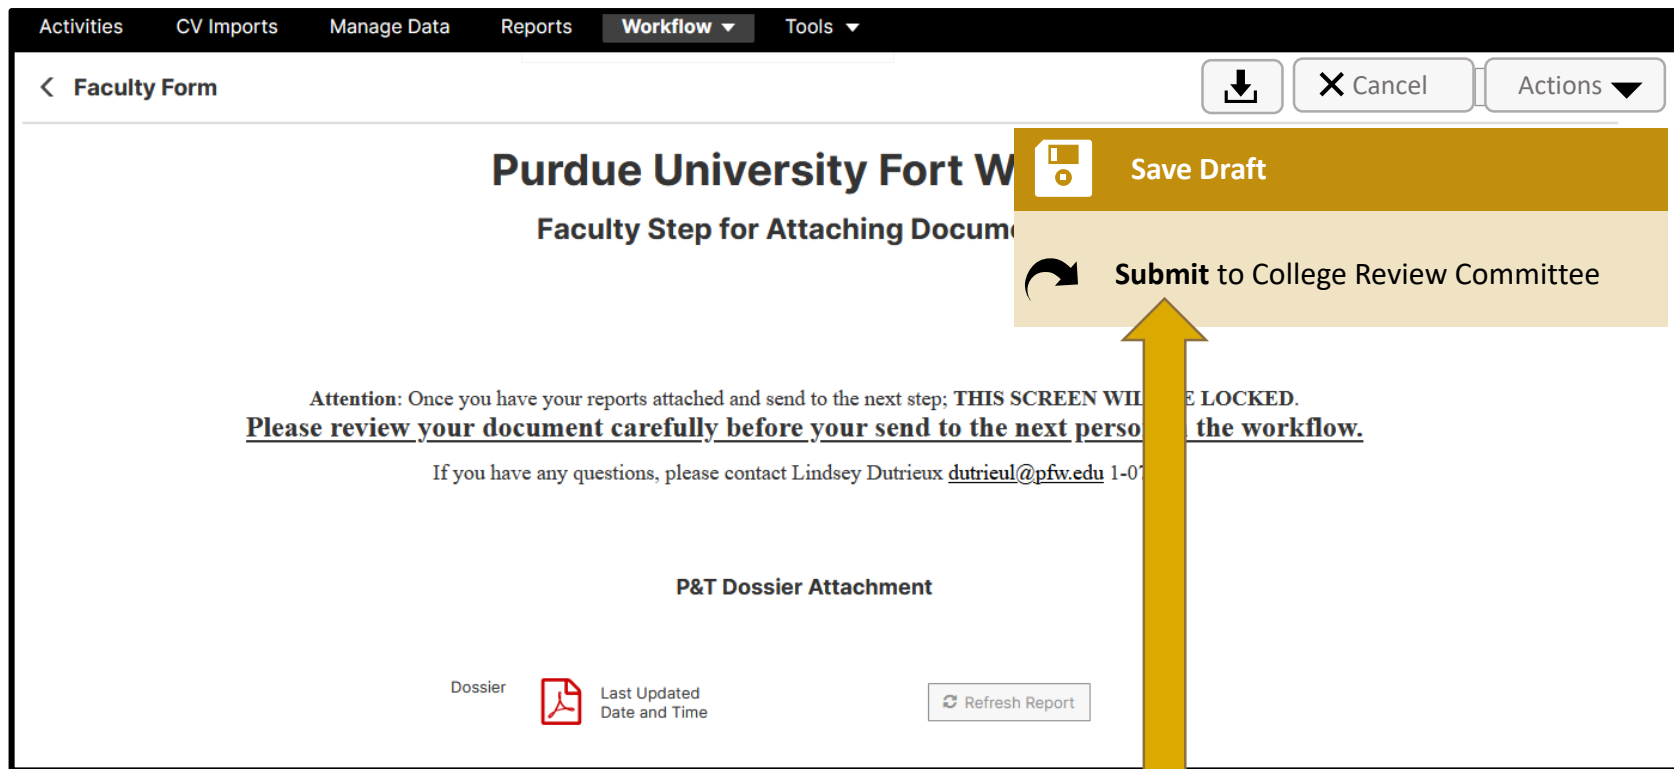 Activities CV Imports Manage Data Reports Workflow Tools
Faculty Form Cancel Actions
Purdue University Fort W
Save Draft
Faculty Step for Attaching Docum
Submit to College Review Committee
Attention: Once you have your reports attached and send to the next step; THIS SCREEN WIL E LOCKED.
Please review your document carefully before your send to the next perso the workflow.
If you have any questions, please contact Lindsey Dutrieux dutrieul@pfw.edu 1-07
P&T Dossier Attachment
Dossier Last Updated Refresh Report
Date and Time